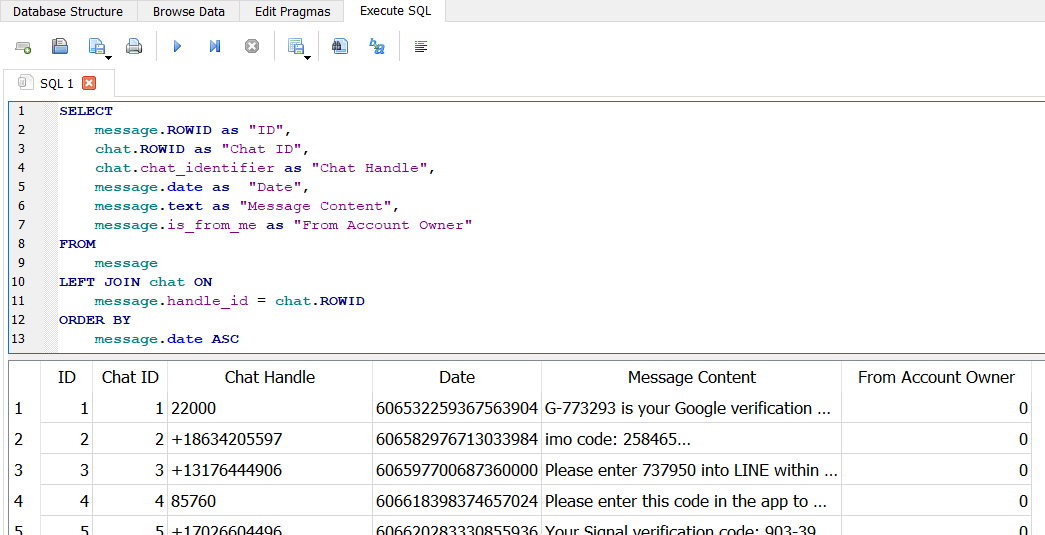 Database Structure Browse Data Edit Pragmas Execute SQL
SQL 1
1 SELECT
2 message.ROWID as "ID",
3 chat.ROWID as "Chat ID",
4 chat.chat_identifier as "Chat Handle",
5 message.date as "Date",
6 message.text as "Message Content",
7 message.is_from_me as "From Account Owner"
8 FROM
9 message
10 LEFT JOIN chat ON
11 message.handle_id = chat.ROWID
12 ORDER BY
13 message.date ASC
ID Chat ID Chat Handle Date Message Content From Account Owner
1 1 1 22000 606532259367563904 G-773293 is your Google verification ... 0
2 2 2 +18634205597 606582976713033984 imo code: 258465... 0
3 3 3 +13176444906 606597700687360000 Please enter 737950 into LINE within ... 0
4 4 4 85760 606618398374657024 Please enter this code in the app to ... 0
5 5 5 +17026604496 606620283330855936 Your Signal verification code: 903-39 0